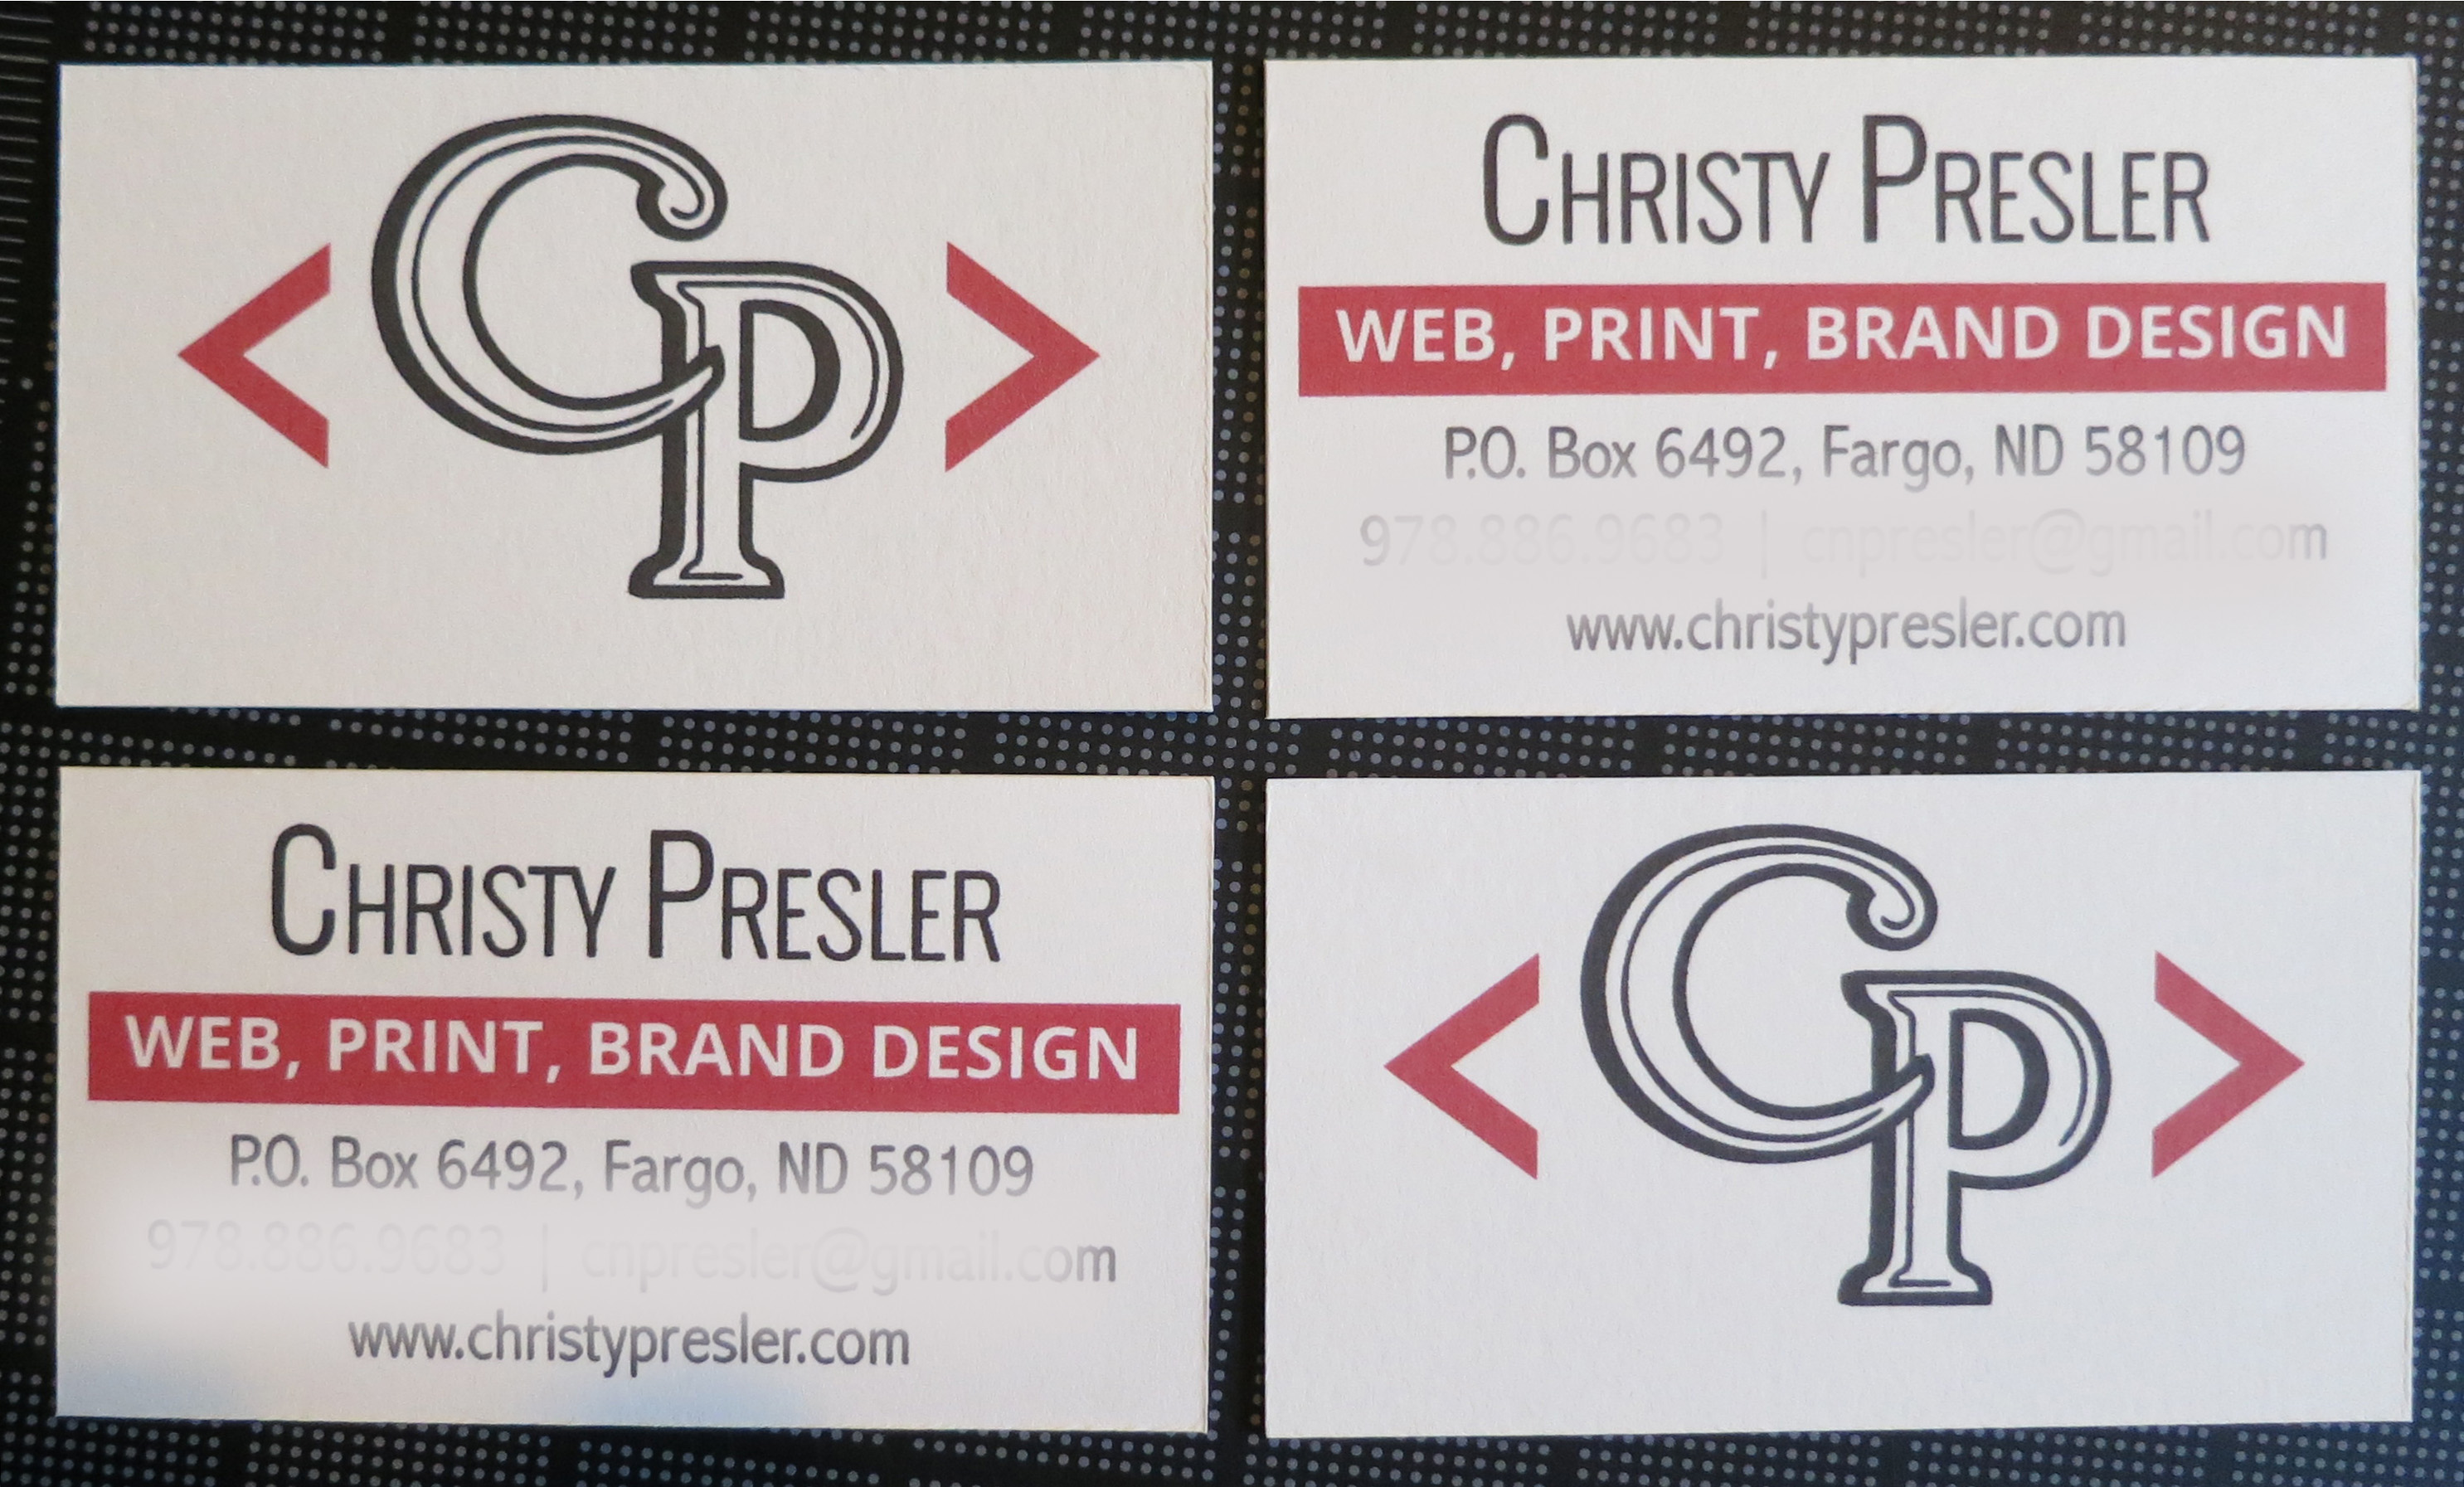 CP
CHRISTY PRESLER
WEB, PRINT, BRAND DESIGN
P.O. Box 6492, Fargo, ND 58109
978.886.9683 | cnpresler@gmail.com
www.christypresler.com
CHRISTY PRESLER
WEB, PRINT, BRAND DESIGN
P.O. Box 6492, Fargo, ND 58109
978.886.9683 | cnpresler@gmail.com
www.christypresler.com
CP